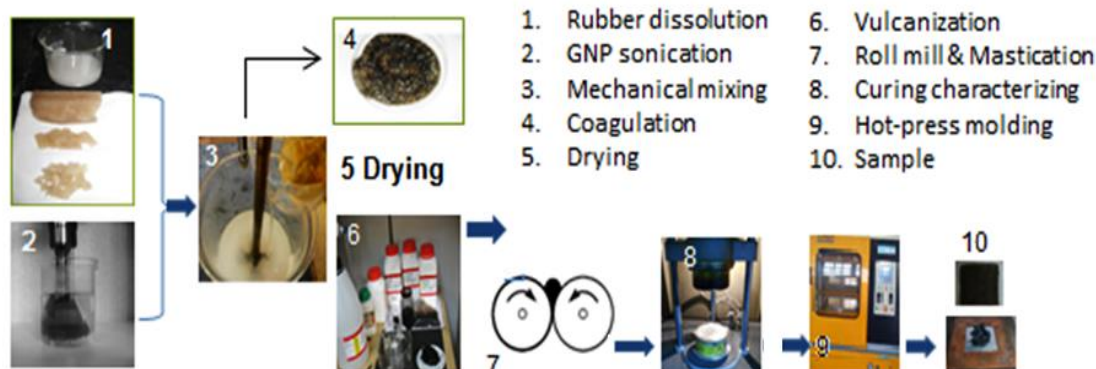 1
2
3
4
5 Drying
6
7
8
9
10
1. Rubber dissolution
2. GNP sonication
3. Mechanical mixing
4. Coagulation
5. Drying
6. Vulcanization
7. Roll mill & Mastication
8. Curing characterizing
9. Hot-press molding
10. Sample